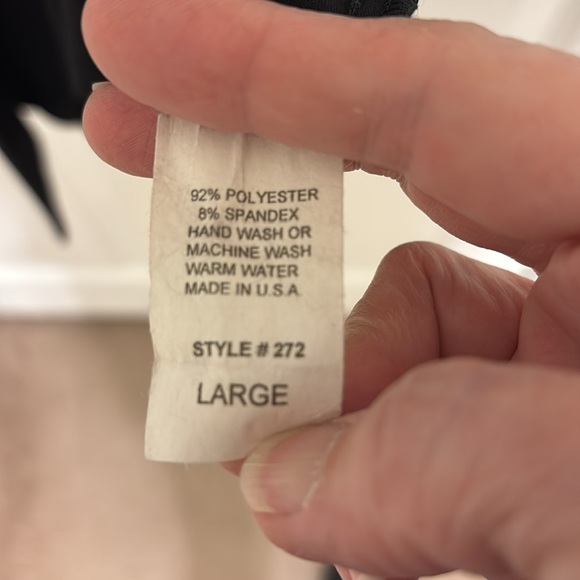 92% POLYESTER
8% SPANDEX
HAND WASH OR
MACHINE WASH
WARM WATER
MADE IN U.S.A.
STYLE # 272
LARGE